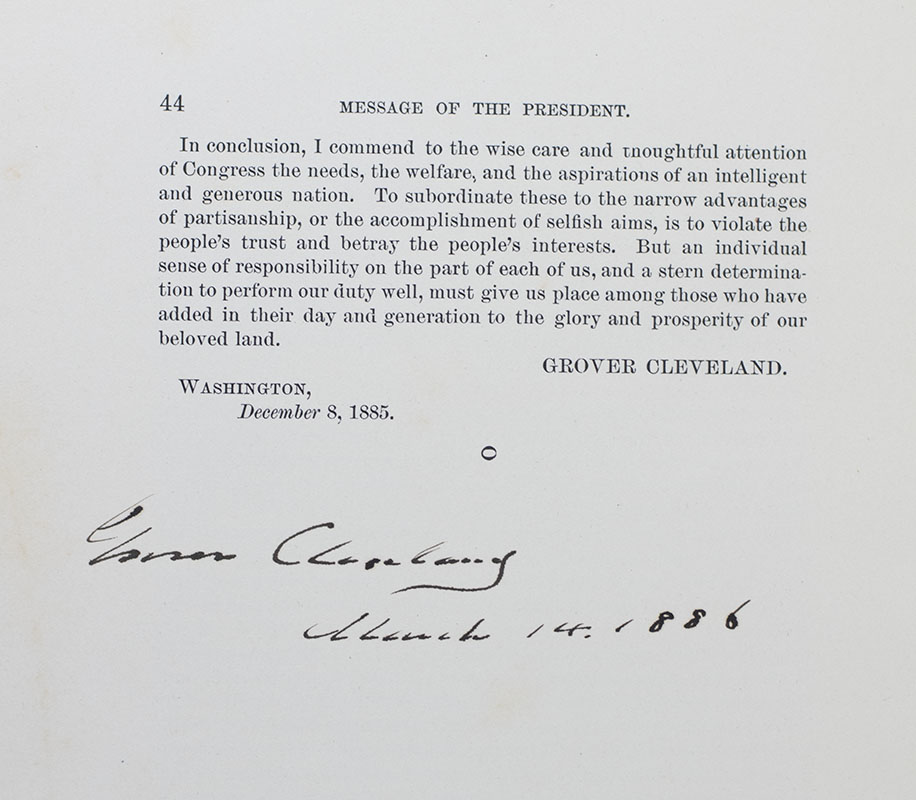 44
MESSAGE OF THE PRESIDENT.
In conclusion, I commend to the wise care and thoughtful attention
of Congress the needs, the welfare, and the aspirations of an intelligent
and generous nation. To subordinate these to the narrow advantages
of partisanship, or the accomplishment of selfish aims, is to violate the
people's trust and betray the people's interests. But an individual
sense of responsibility on the part of each of us, and a stern determina-
tion to perform our duty well, must give us place among those who have
added in their day and generation to the glory and prosperity of our
beloved land.
GROVER CLEVELAND.
WASHINGTON,
December 8, 1885.
O
Grover Cleveland
March 14. 1886